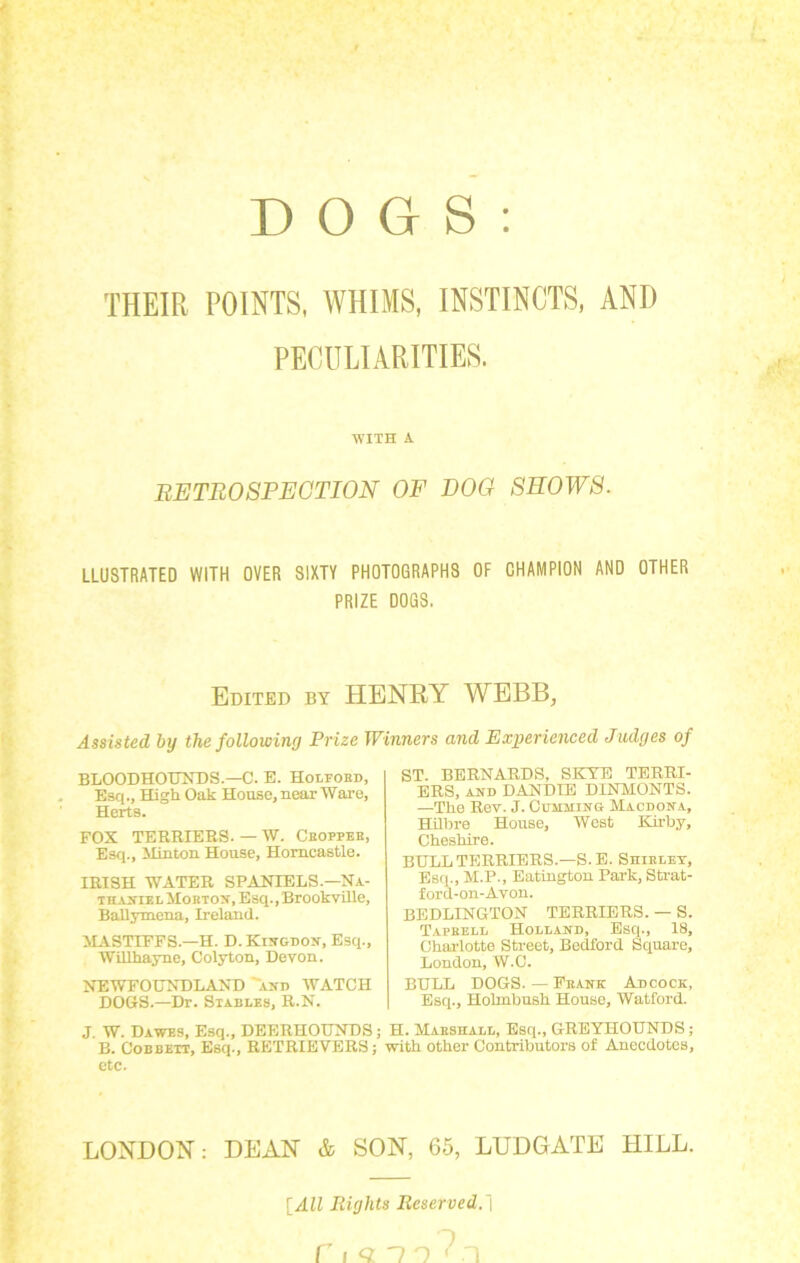 DOGS:
THEIR POINTS, WHIMS, INSTINCTS, AND
PECULIARITIES.
WITH A
RETROSPECTION OF DOG SHOWS.
LLUSTRATED WITH OVER SIXTY PHOTOGRAPHS OF CHAMPION AND OTHER
PRIZE DOGS.
EDITED BY HENRY WEBB,
Assisted by the following Prize Winners and Experienced Judges of
BLOODHOUNDS.—C. E. HOLFORD,
Esq., High Oak House, near Ware,
Herts.
FOX TERRIERS.—W. CROPPER,
Esq., Minton House, Horncastle.
IRISH WATER SPANIELS.—NA-
THANIEL MORTON, Esq., Brookville,
Ballymena, Ireland.
MASTIFFS.—H. D. KINGDON, Esq.,
Willhayne, Colyton, Devon.
NEWFOUNDLAND AND WATCH
DOGS.—Dr. STABLES, R.N.
ST. BERNARDS, SKYE TERRI-
ERS, AND DANDIE DINMONTS.
—The Rev. J. CUMMING MACDONA,
Hilbre House, West Kirby,
Cheshire.
BULL TERRIERS.—S. E. SHIRLEY,
Esq., M.P., Eatington Park, Strat-
ford-on-Avon.
BEDLINGTON TERRIERS.—S.
TAPRELL HOLLAND, Esq., 18,
Charlotte Street, Bedford Square,
London, W.C.
BULL DOGS.—FRANK ADCOCK,
Esq., Holmbush House, Watford.
J. W. DAWES, Esq., DEERHOUNDS; H. MARSHALL, Esq., GREYHOUNDS;
B. COBBETT, Esq., RETRIEVERS; with other Contributors of Anecdotes,
etc.
LONDON: DEAN & SON, 65, LUDGATE HILL.
[All Rights Reserved.]